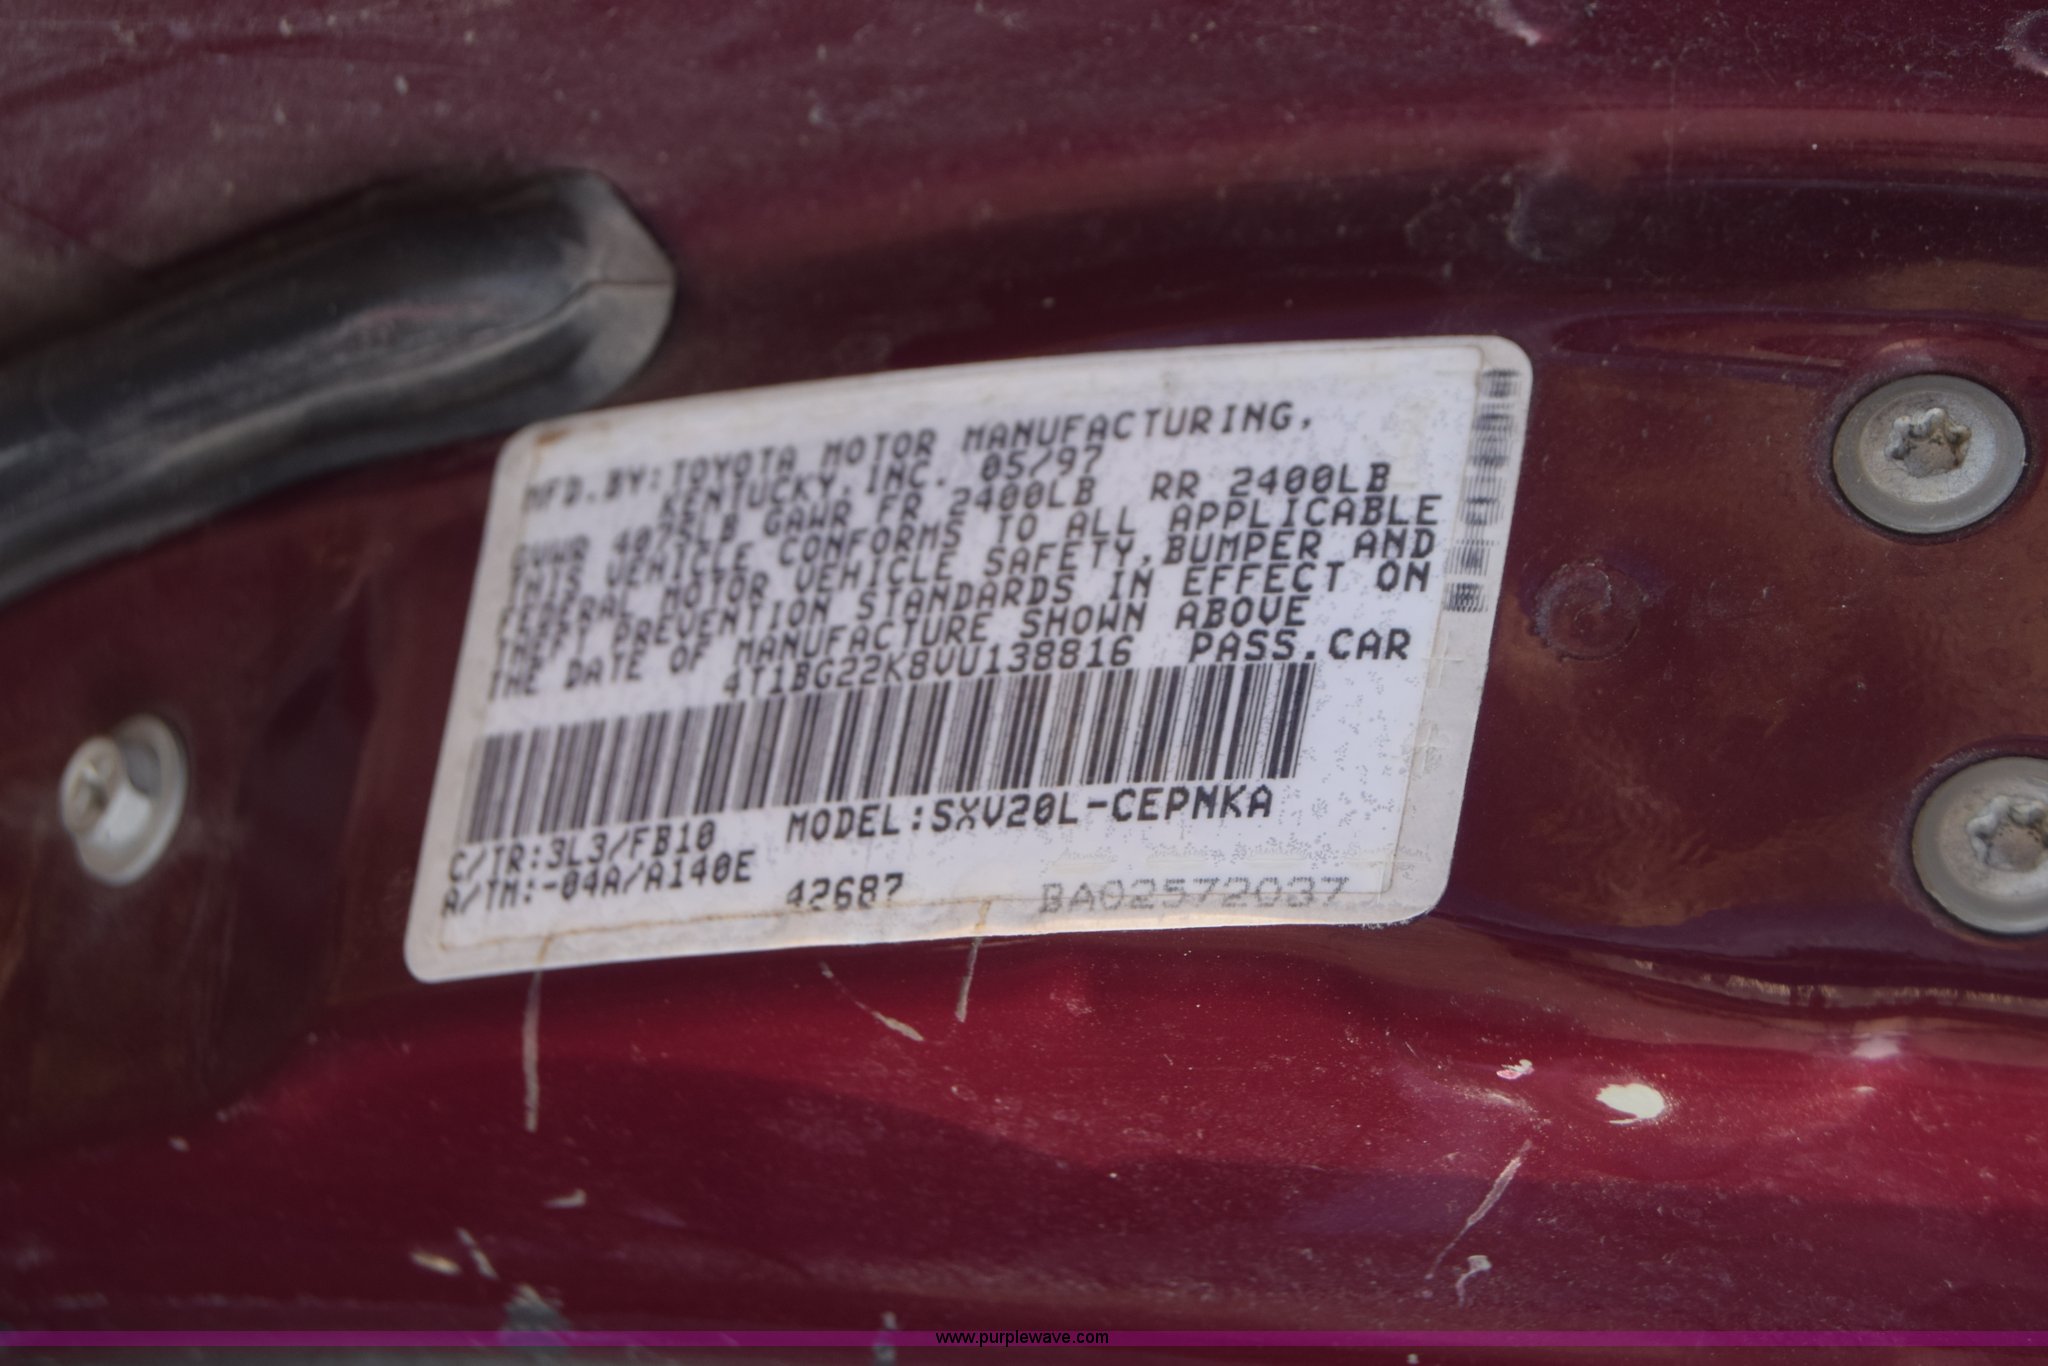 MFD.BY:TOYOTA MOTOR MANUFACTURING,
KENTUCKY,INC. 05/97
GVWR 4075LB GAWR FR 2400LB RR 2400LB
THIS VEHICLE CONFORMS TO ALL APPLICABLE
FEDERAL MOTOR VEHICLE SAFETY,BUMPER AND
THEFT PREVENTION STANDARDS IN EFFECT ON
THE DATE OF MANUFACTURE SHOWN ABOVE
4T1BG22K8VU138816 PASS.CAR
C/TR:3L3/FB10 MODEL:SXV20L-CEPNKA
A/TM:-04A/A140E 42687 BA02572037
www.purplewave.com